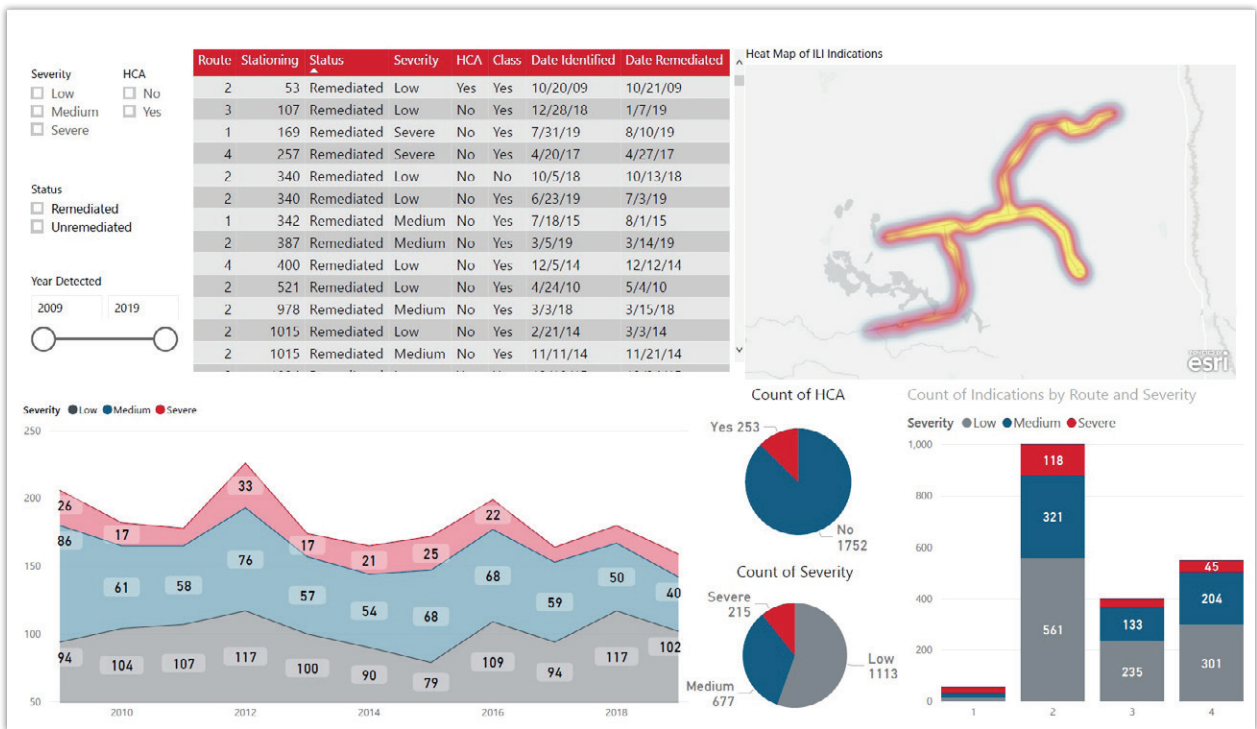 Severity HCA
Low No
Medium Yes
Severe
Status
Remediated
Unremediated
Year Detected
2009 2019
Route Stationing Status Severity HCA Class Date Identified Date Remediated
2 53 Remediated Low Yes Yes 10/20/09 10/21/09
3 107 Remediated Low No Yes 12/28/18 1/7/19
1 169 Remediated Severe No Yes 7/31/19 8/10/19
4 257 Remediated Severe No Yes 4/20/17 4/27/17
2 340 Remediated Low No No 10/5/18 10/13/18
2 340 Remediated Low No Yes 6/23/19 7/3/19
1 342 Remediated Medium No Yes 7/18/15 8/1/15
2 387 Remediated Medium No Yes 3/5/19 3/14/19
4 400 Remediated Low No Yes 12/5/14 12/12/14
2 521 Remediated Low No Yes 4/24/10 5/4/10
2 978 Remediated Medium No Yes 3/3/18 3/15/18
2 1015 Remediated Low No Yes 2/21/14 3/3/14
2 1015 Remediated Medium No Yes 11/11/14 11/21/14
Heat Map of ILI Indications
esri
Severity Low Medium Severe
250
200
150
100
50
26 17 33 17 21 25 22
86 61 58 76 57 54 68 68 59 50 40
94 104 107 117 100 90 79 109 94 117 102
2010 2012 2014 2016 2018
Count of HCA
Yes 253
No
1752
Count of Severity
Severe
215
Low
1113
Medium
677
Count of Indications by Route and Severity
Severity Low Medium Severe
1,000
800
600
400
200
0
118
321
561
133
235
45
204
301
1 2 3 4